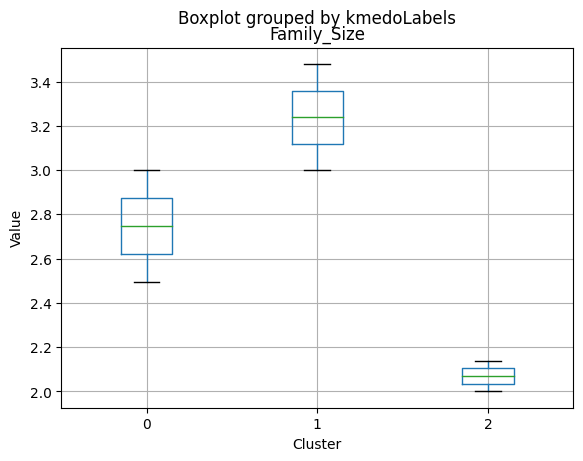 Boxplot grouped by kmedoLabels
Family_Size
3.4
3.2
3.0
2.8
2.6
2.4
2.2
2.0
Value
0 1 2
Cluster